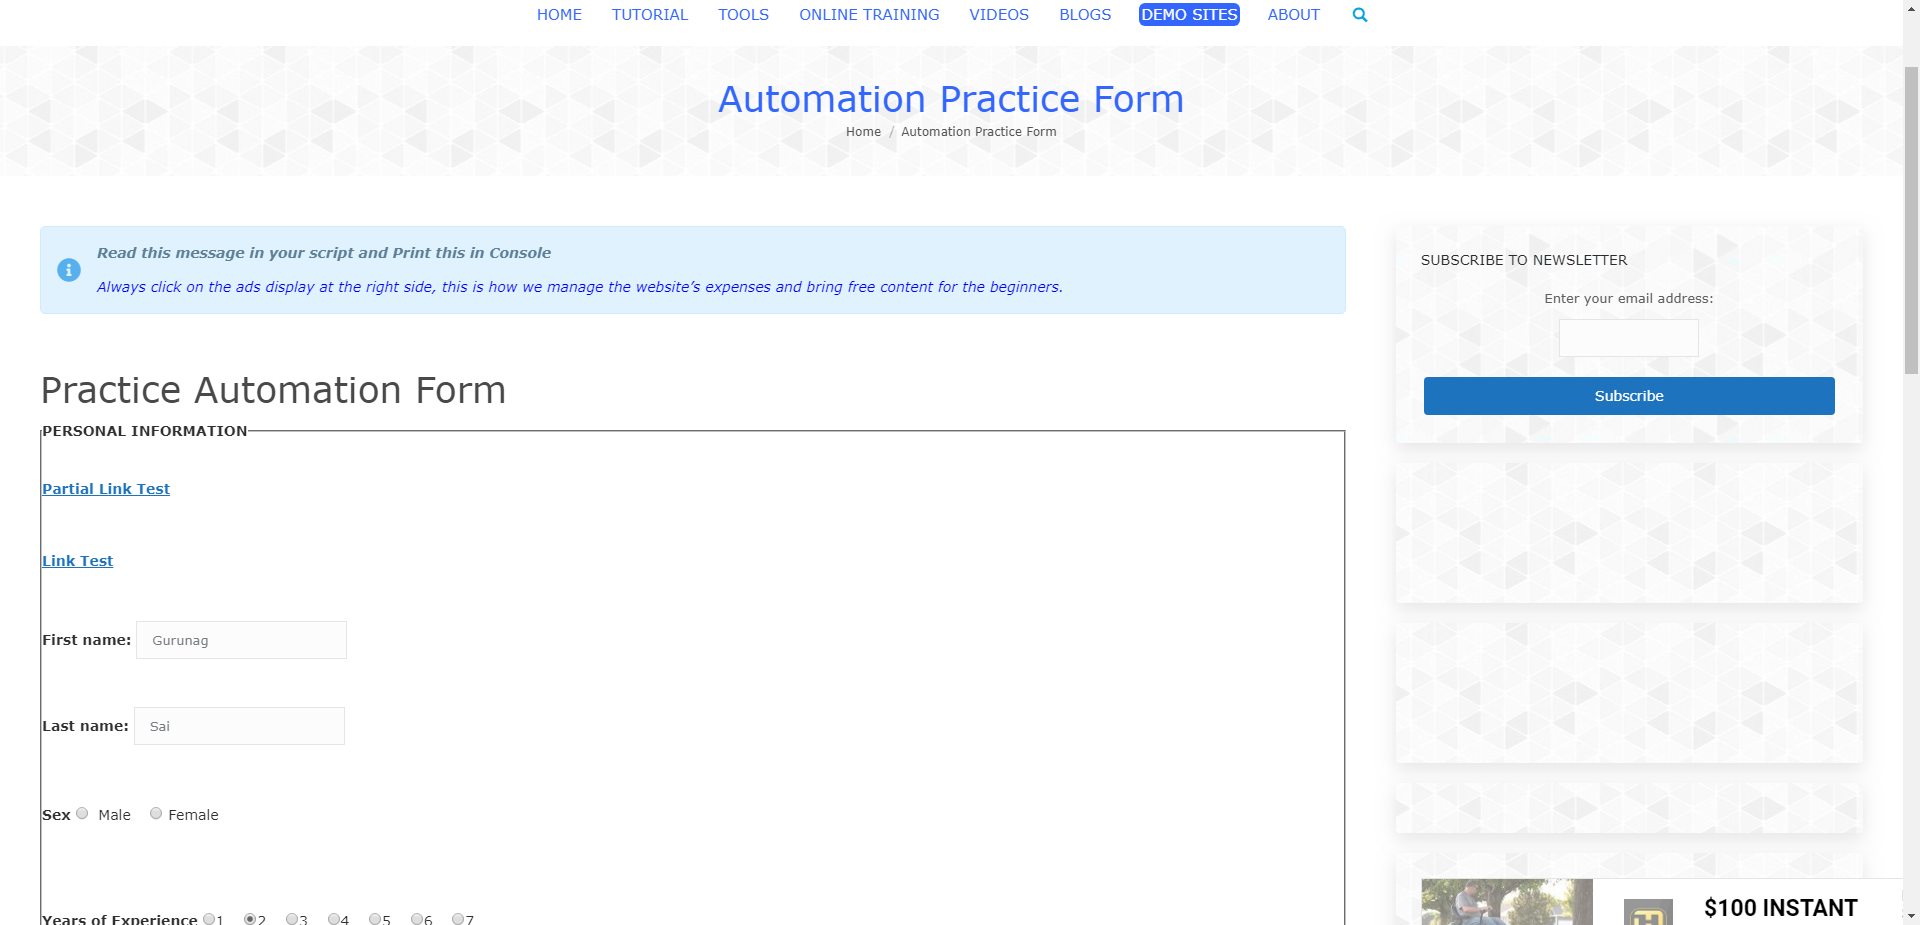 HOME TUTORIAL TOOLS ONLINE TRAINING VIDEOS BLOGS DEMO SITES ABOUT
Automation Practice Form
Home / Automation Practice Form
Read this message in your script and Print this in Console
Always click on the ads display at the right side, this is how we manage the website’s expenses and bring free content for the beginners.
Practice Automation Form
PERSONAL INFORMATION
Partial Link Test
Link Test
First name: Gurunag
Last name: Sai
Sex Male Female
Years of Experience 1 2 3 4 5 6 7
SUBSCRIBE TO NEWSLETTER
Enter your email address:
Subscribe
$100 INSTANT